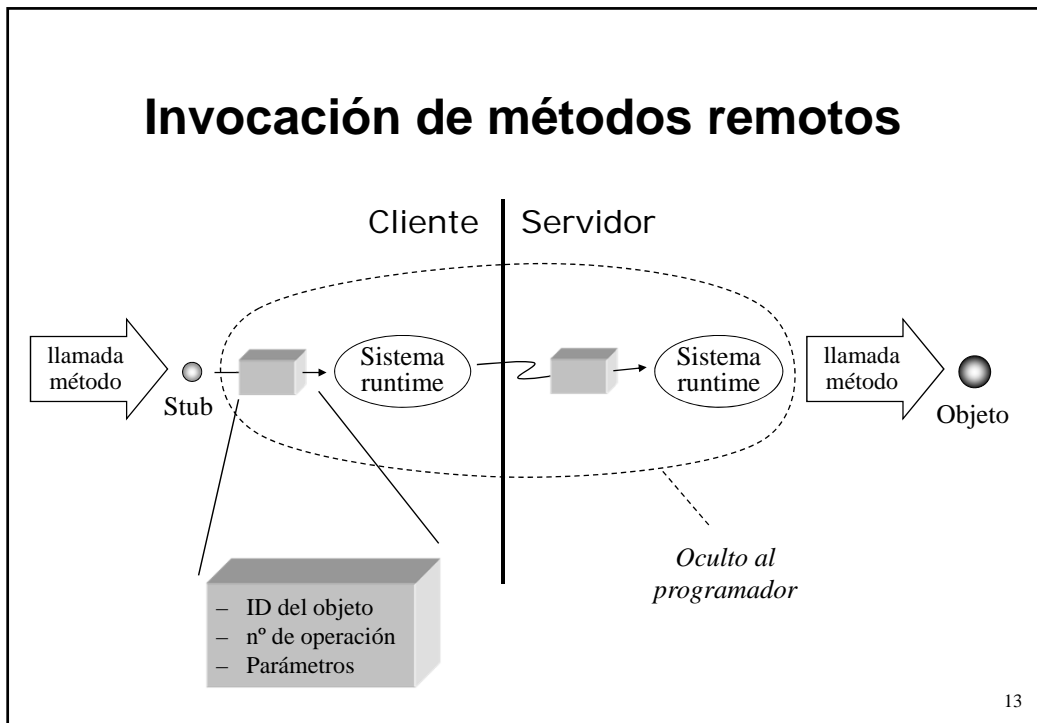 Invocación de métodos remotos
Cliente
Servidor
llamada
método
Stub
Sistema
runtime
Sistema
runtime
llamada
método
Objeto
Oculto al
programador
– ID del objeto
– nº de operación
– Parámetros
13